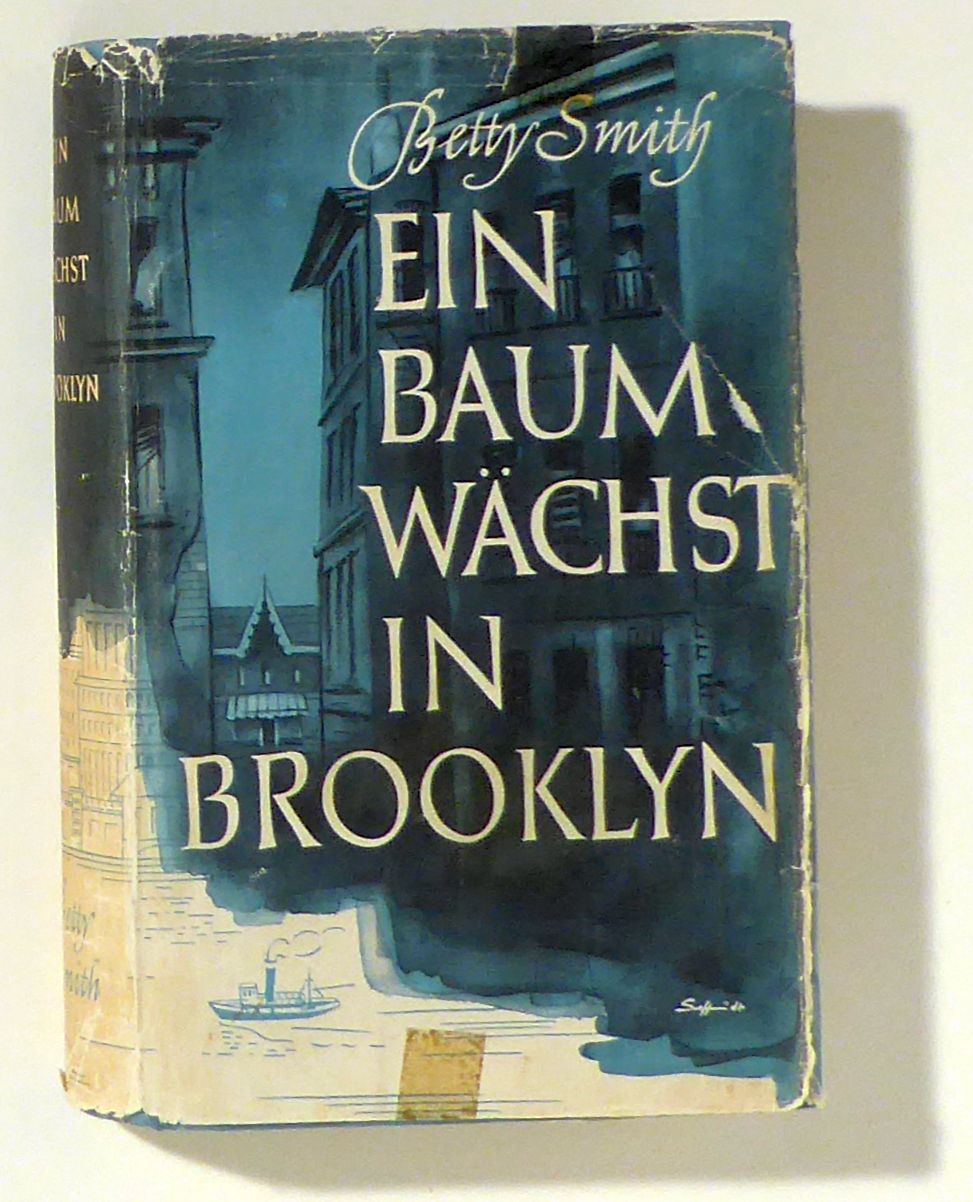 Betty Smith
EIN
BAUM
WÄCHST
IN
BROOKLYN